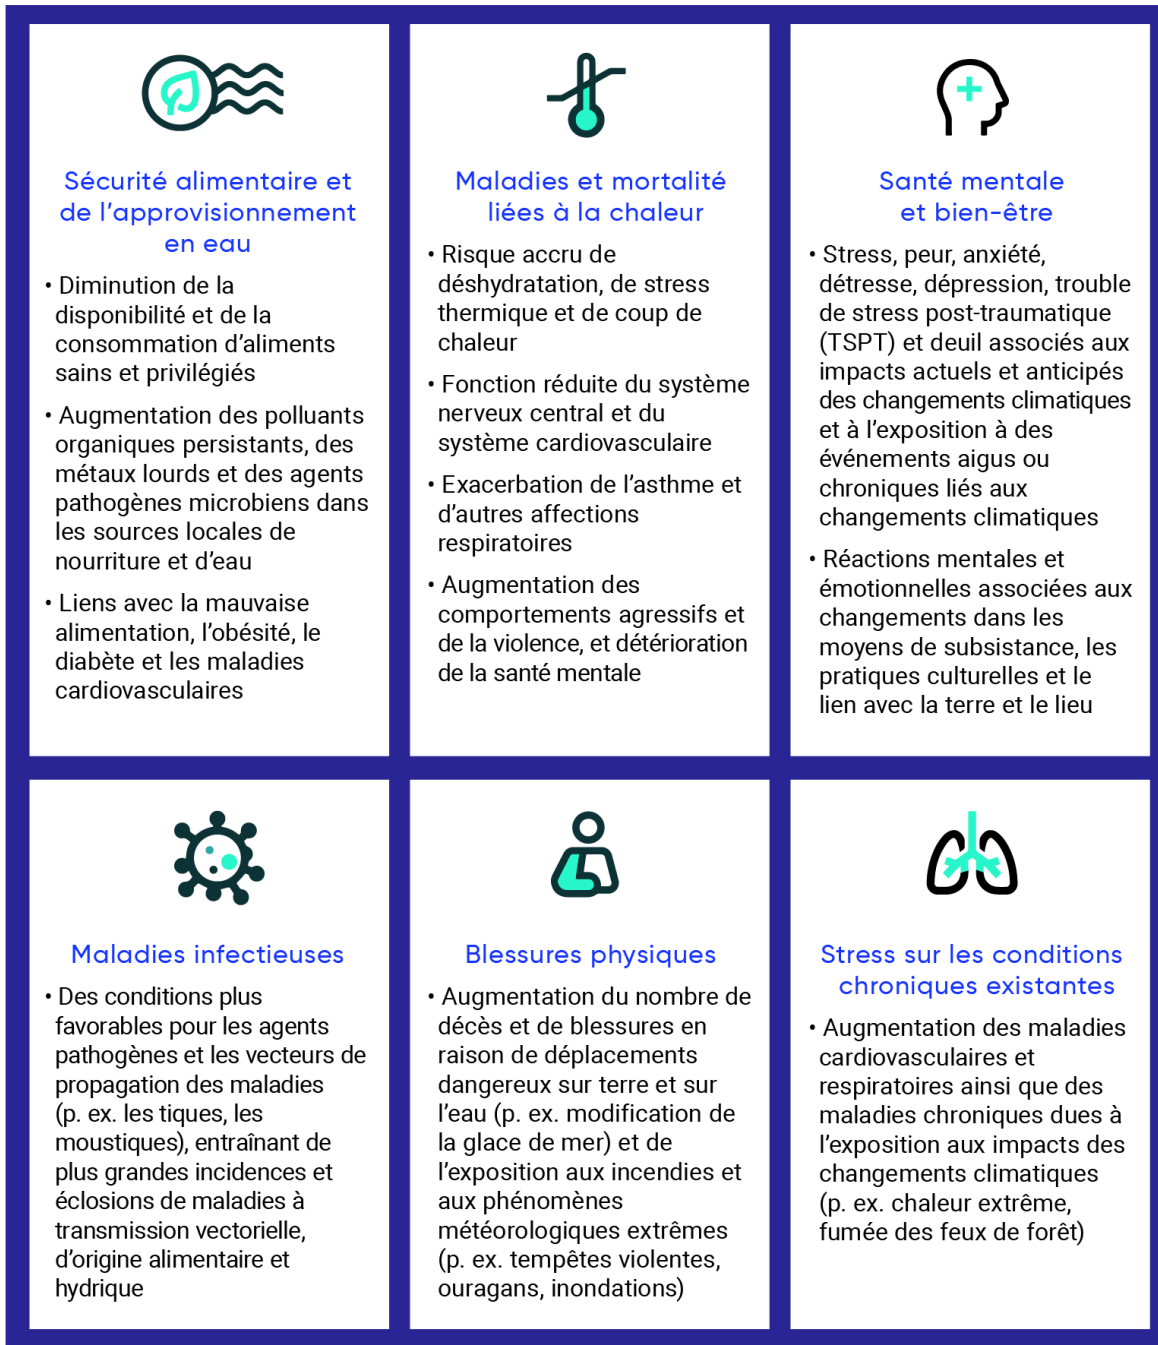 Sécurité alimentaire et
de l’approvisionnement
en eau
• Diminution de la
disponibilité et de la
consommation d’aliments
sains et privilégiés
• Augmentation des polluants
organiques persistants, des
métaux lourds et des agents
pathogènes microbiens dans
les sources locales de
nourriture et d’eau
• Liens avec la mauvaise
alimentation, l’obésité, le
diabète et les maladies
cardiovasculaires
Maladies et mortalité
liées à la chaleur
• Risque accru de
déshydratation, de stress
thermique et de coup de
chaleur
• Fonction réduite du système
nerveux central et du
système cardiovasculaire
• Exacerbation de l’asthme et
d’autres affections
respiratoires
• Augmentation des
comportements agressifs et
de la violence, et détérioration
de la santé mentale
Santé mentale
et bien-être
• Stress, peur, anxiété,
détresse, dépression, trouble
de stress post-traumatique
(TSPT) et deuil associés aux
impacts actuels et anticipés
des changements climatiques
et à l’exposition à des
événements aigus ou
chroniques liés aux
changements climatiques
• Réactions mentales et
émotionnelles associées aux
changements dans les
moyens de subsistance, les
pratiques culturelles et le
lien avec la terre et le lieu
Maladies infectieuses
• Des conditions plus
favorables pour les agents
pathogènes et les vecteurs de
propagation des maladies
(p. ex. les tiques, les
moustiques), entraînant de
plus grandes incidences et
éclosions de maladies à
transmission vectorielle,
d’origine alimentaire et
hydrique
Blessures physiques
• Augmentation du nombre de
décès et de blessures en
raison de déplacements
dangereux sur terre et sur
l’eau (p. ex. modification de
la glace de mer) et de
l’exposition aux incendies et
aux phénomènes
météorologiques extrêmes
(p. ex. tempêtes violentes,
ouragans, inondations)
Stress sur les conditions
chroniques existantes
• Augmentation des maladies
cardiovasculaires et
respiratoires ainsi que des
maladies chroniques dues à
l’exposition aux impacts des
changements climatiques
(p. ex. chaleur extrême,
fumée des feux de forêt)